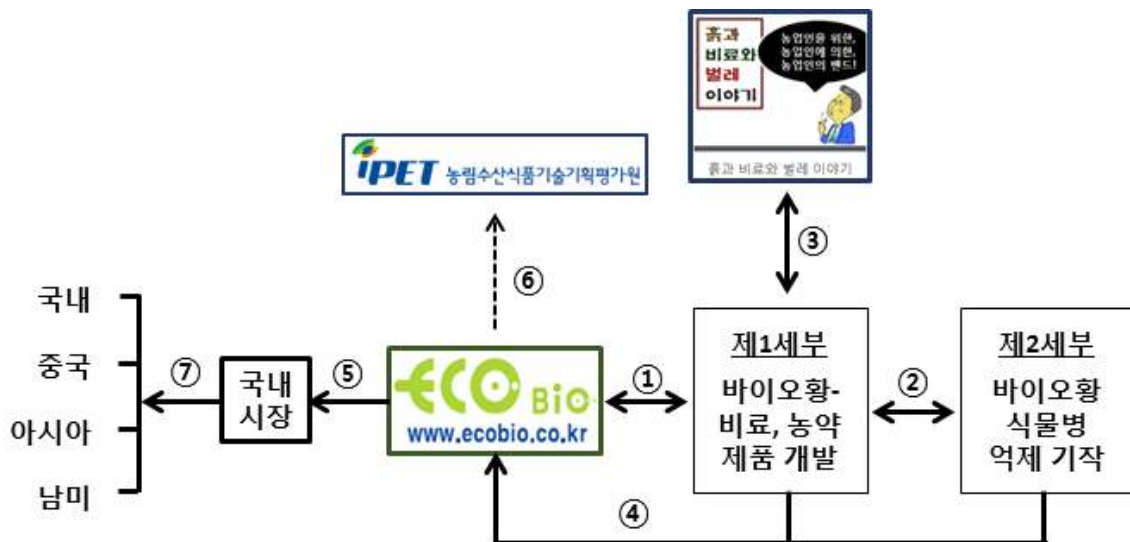 흙과
비료와
벌레
이야기
농업인을 위한,
농업인에 의한,
농업인의 밴드!
흙과 비료와 벌레 이야기
iPET 농림수산식품기술기획평가원
③
⑥
국내
중국
아시아
남미
⑦
국내
시장
⑤
ECO Bio
www.ecobio.co.kr
①
제1세부
바이오황-
비료, 농약
제품 개발
②
제2세부
바이오황
식물병
억제 기작
④